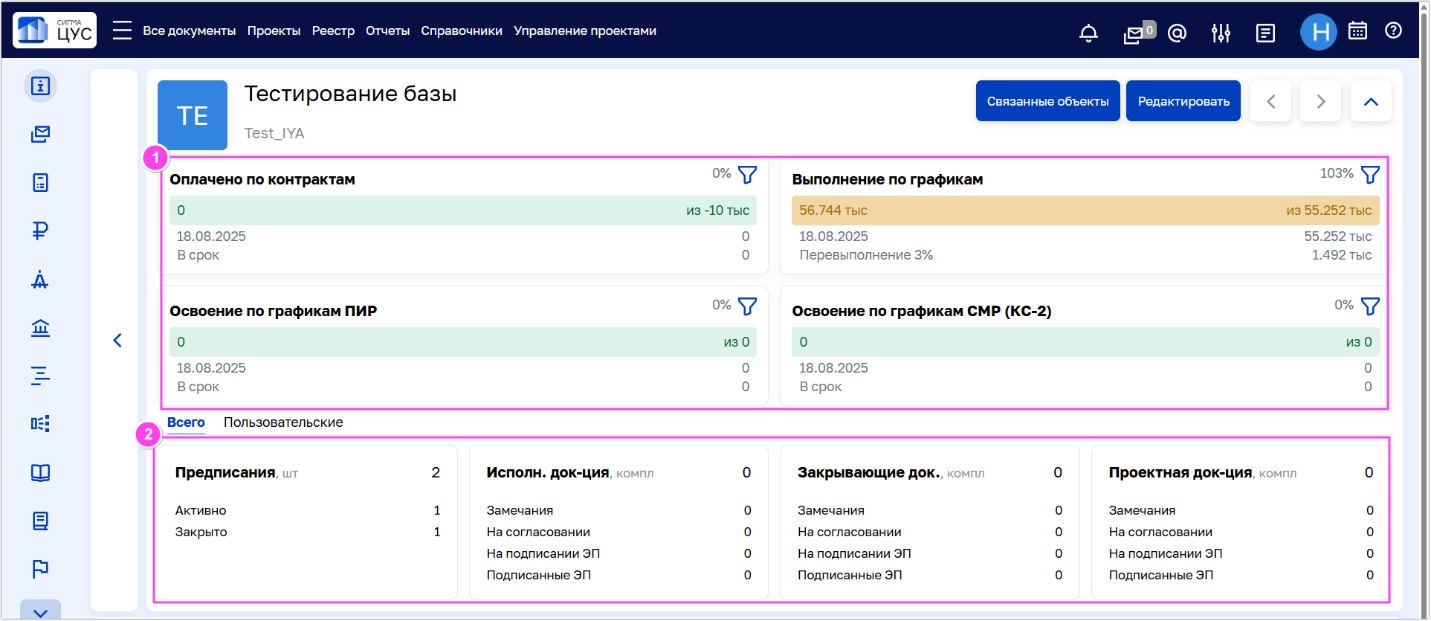 СИГМА
ЦУС
Все документы Проекты Реестр Отчеты Справочники Управление проектами
0
Н
ТЕ
Тестирование базы
Test_IYA
Связанные объекты
Редактировать
1
Оплачено по контрактам 0%
0 из -10 тыс
18.08.2025 0
В срок 0
Выполнение по графикам 103%
56.744 тыс из 55.252 тыс
18.08.2025 55.252 тыс
Перевыполнение 3% 1.492 тыс
Освоение по графикам ПИР 0%
0 из 0
18.08.2025 0
В срок 0
Освоение по графикам СМР (КС-2) 0%
0 из 0
18.08.2025 0
В срок 0
Всего Пользовательские
2
Предписания, шт 2
Активно 1
Закрыто 1
Исполн. док-ция, компл 0
Замечания 0
На согласовании 0
На подписании ЭП 0
Подписанные ЭП 0
Закрывающие док., компл 0
Замечания 0
На согласовании 0
На подписании ЭП 0
Подписанные ЭП 0
Проектная док-ция, компл 0
Замечания 0
На согласовании 0
На подписании ЭП 0
Подписанные ЭП 0